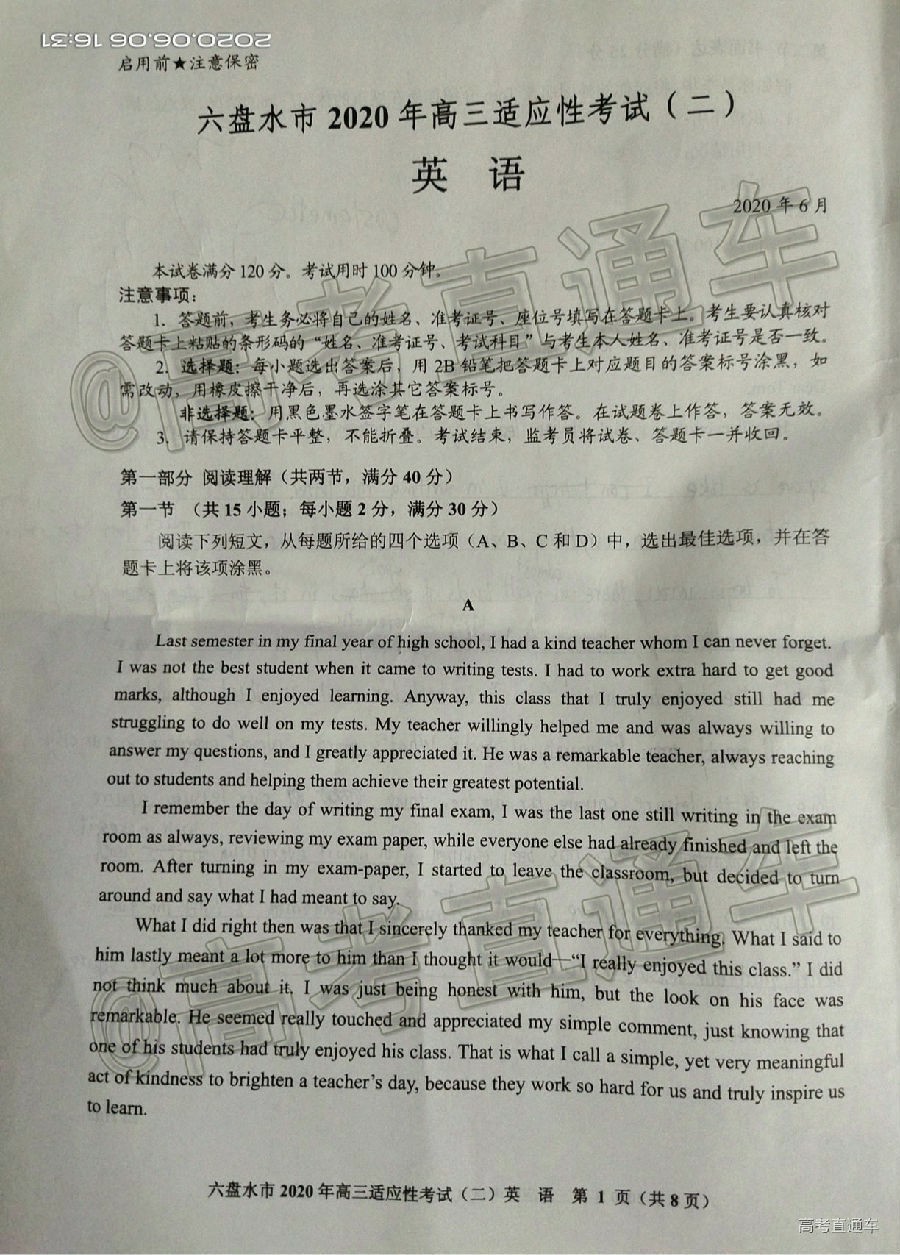 2020.06.06 16:31
启用前★注意保密
六盘水市 2020 年高三适应性考试（二）
英 语
2020 年 6 月
本试卷满分 120 分。考试用时 100 分钟。
注意事项：
1. 答题前，考生务必将自己的姓名、准考证号、座位号填写在答题卡上。考生要认真核对
答题卡上粘贴的条形码的“姓名、准考证号、考试科目”与考生本人姓名、准考证号是否一致。
2. 选择题：每小题选出答案后，用 2B 铅笔把答题卡上对应题目的答案标号涂黑，如
需改动，用橡皮擦干净后，再选涂其它答案标号。
非选择题：用黑色墨水签字笔在答题卡上书写作答。在试题卷上作答，答案无效。
3. 请保持答题卡平整，不能折叠。考试结束，监考员将试卷、答题卡一并收回。
@高考直通车
第一部分 阅读理解（共两节，满分 40 分）
第一节 （共 15 小题；每小题 2 分，满分 30 分）
阅读下列短文，从每题所给的四个选项（A、B、C 和 D）中，选出最佳选项，并在答
题卡上将该项涂黑。
A
Last semester in my final year of high school, I had a kind teacher whom I can never forget.
I was not the best student when it came to writing tests. I had to work extra hard to get good
marks, although I enjoyed learning. Anyway, this class that I truly enjoyed still had me
struggling to do well on my tests. My teacher willingly helped me and was always willing to
answer my questions, and I greatly appreciated it. He was a remarkable teacher, always reaching
out to students and helping them achieve their greatest potential.
I remember the day of writing my final exam, I was the last one still writing in the exam
room as always, reviewing my exam paper, while everyone else had already finished and left the
room. After turning in my exam-paper, I started to leave the classroom, but decided to turn
around and say what I had meant to say.
What I did right then was that I sincerely thanked my teacher for everything. What I said to
him lastly meant a lot more to him than I thought it would—“I really enjoyed this class.” I did
not think much about it, I was just being honest with him, but the look on his face was
remarkable. He seemed really touched and appreciated my simple comment, just knowing that
one of his students had truly enjoyed his class. That is what I call a simple, yet very meaningful
act of kindness to brighten a teacher’s day, because they work so hard for us and truly inspire us
to learn.
@高考直通车
六盘水市 2020 年高三适应性考试（二）英 语 第 1 页（共 8 页）
高考直通车